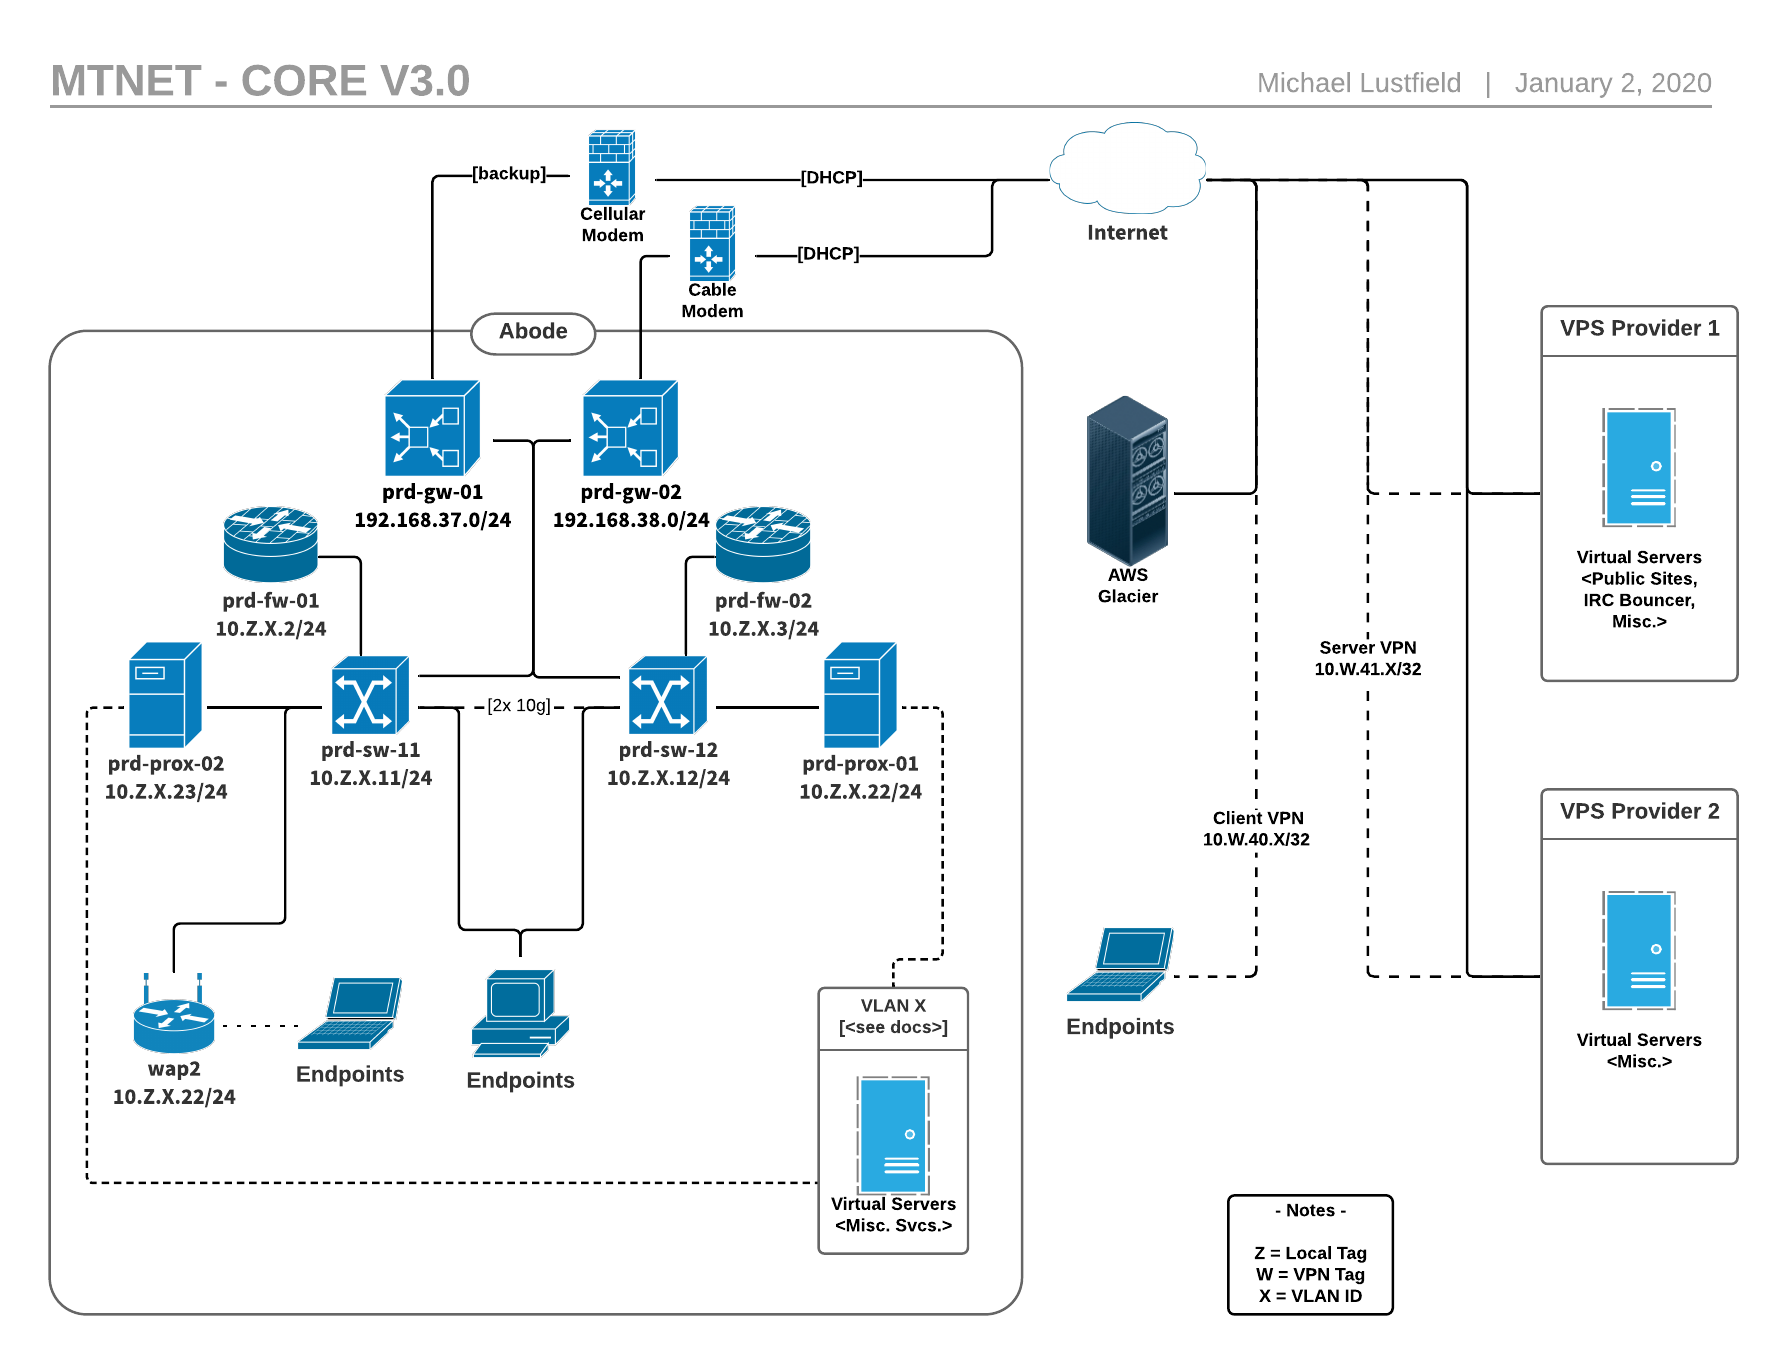 MTNET - CORE V3.0
Michael Lustfield | January 2, 2020
[backup]
Cellular
Modem
[DHCP]
Cable
Modem
[DHCP]
Internet
Abode
prd-gw-01
192.168.37.0/24
prd-gw-02
192.168.38.0/24
prd-fw-01
10.Z.X.2/24
prd-fw-02
10.Z.X.3/24
prd-prox-02
10.Z.X.23/24
prd-sw-11
10.Z.X.11/24
[2x 10g]
prd-sw-12
10.Z.X.12/24
prd-prox-01
10.Z.X.22/24
wap2
10.Z.X.22/24
Endpoints
Endpoints
VLAN X
[<see docs>]
Virtual Servers
<Misc. Svcs.>
AWS
Glacier
Server VPN
10.W.41.X/32
Client VPN
10.W.40.X/32
Endpoints
VPS Provider 1
Virtual Servers
<Public Sites,
IRC Bouncer,
Misc.>
VPS Provider 2
Virtual Servers
<Misc.>
- Notes -
Z = Local Tag
W = VPN Tag
X = VLAN ID